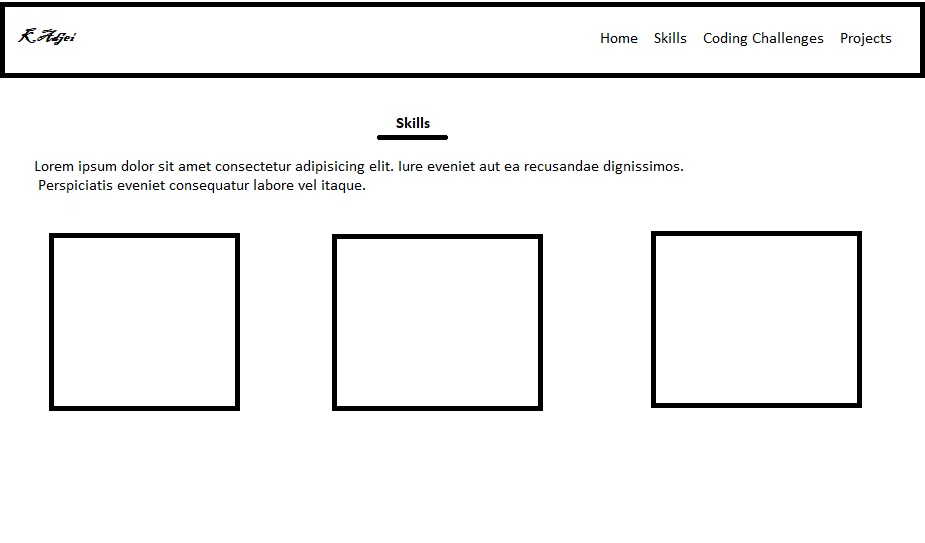 K.Adjei
Home Skills Coding Challenges Projects
Skills
Lorem ipsum dolor sit amet consectetur adipisicing elit. Iure eveniet aut ea recusandae dignissimos.
Perspiciatis eveniet consequatur labore vel itaque.